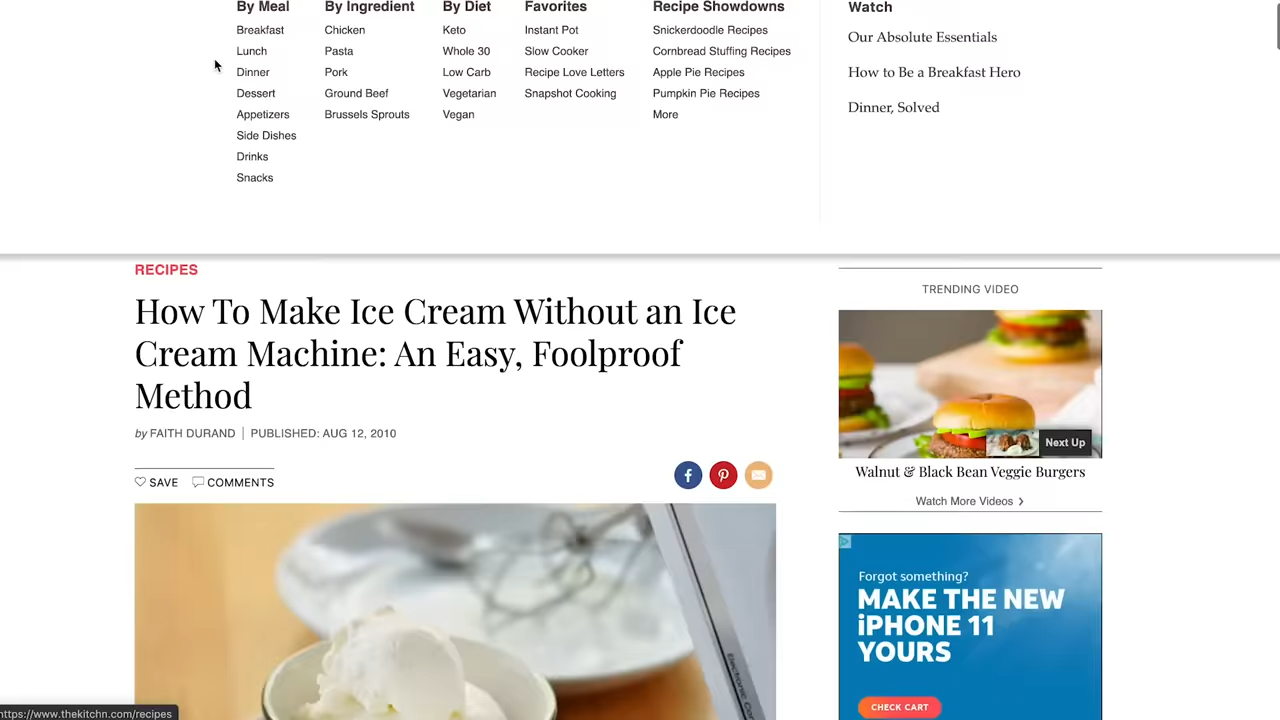 By Meal
Breakfast
Lunch
Dinner
Dessert
Appetizers
Side Dishes
Drinks
Snacks
By Ingredient
Chicken
Pasta
Pork
Ground Beef
Brussels Sprouts
By Diet
Keto
Whole 30
Low Carb
Vegetarian
Vegan
Favorites
Instant Pot
Slow Cooker
Recipe Love Letters
Snapshot Cooking
Recipe Showdowns
Snickerdoodle Recipes
Cornbread Stuffing Recipes
Apple Pie Recipes
Pumpkin Pie Recipes
More
Watch
Our Absolute Essentials
How to Be a Breakfast Hero
Dinner, Solved
RECIPES
How To Make Ice Cream Without an Ice
Cream Machine: An Easy, Foolproof
Method
by FAITH DURAND | PUBLISHED: AUG 12, 2010
SAVE COMMENTS
TRENDING VIDEO
Next Up
Walnut & Black Bean Veggie Burgers
Watch More Videos
Forgot something?
MAKE THE NEW
iPHONE 11
YOURS
CHECK CART
https://www.thekitchn.com/recipes